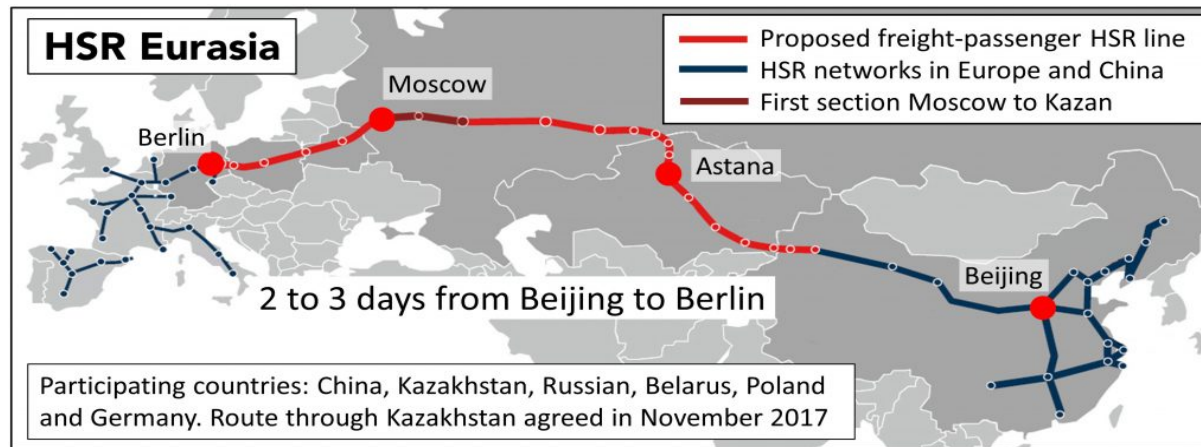 HSR Eurasia
Proposed freight-passenger HSR line
HSR networks in Europe and China
First section Moscow to Kazan
Moscow
Berlin
Astana
Beijing
2 to 3 days from Beijing to Berlin
Participating countries: China, Kazakhstan, Russian, Belarus, Poland
and Germany. Route through Kazakhstan agreed in November 2017